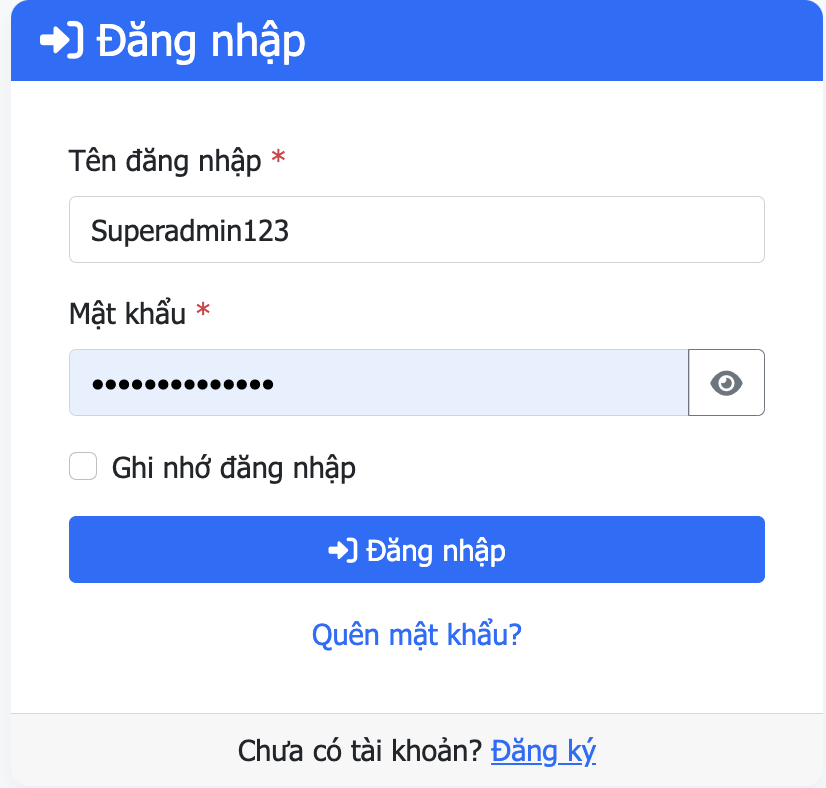 Đăng nhập
Tên đăng nhập *
Superadmin123
Mật khẩu *
••••••••••••••
Ghi nhớ đăng nhập
Đăng nhập
Quên mật khẩu?
Chưa có tài khoản? Đăng ký